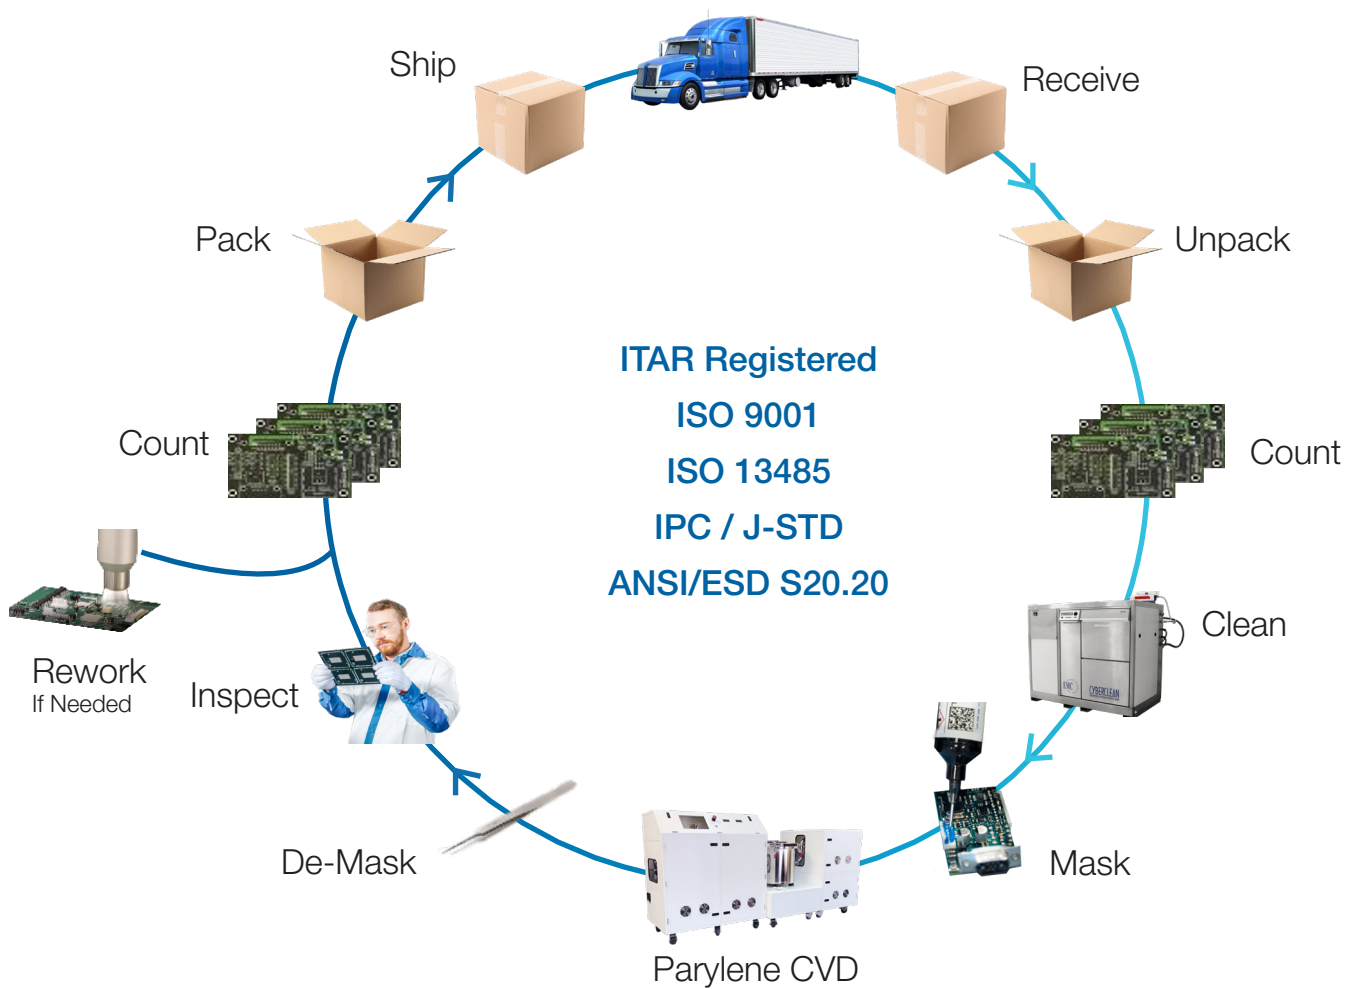 Ship
Receive
Pack
Unpack
ITAR Registered
ISO 9001
ISO 13485
IPC / J-STD
ANSI/ESD S20.20
Count
Count
Clean
CYBERCLEAN
Rework
If Needed
Inspect
De-Mask
Mask
Parylene CVD